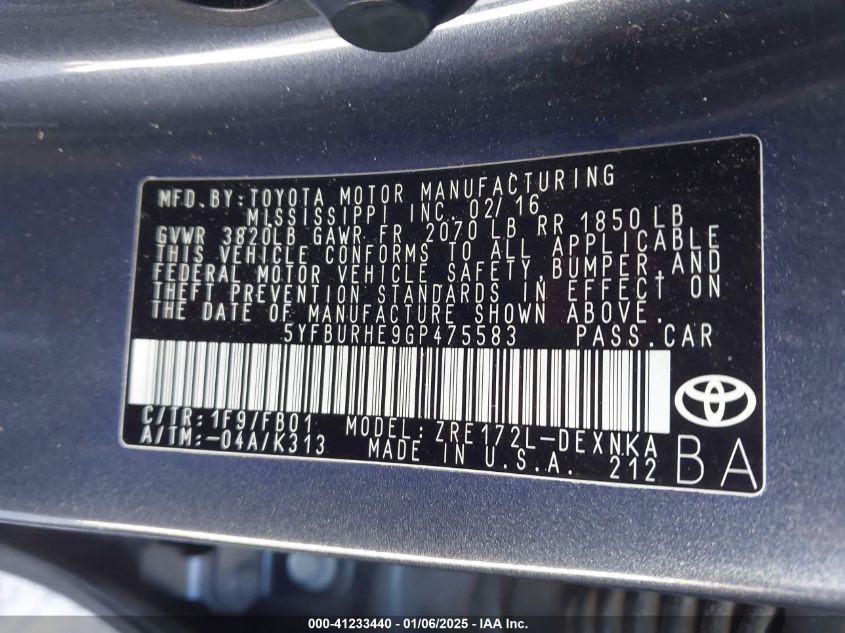 MFD. BY: TOYOTA MOTOR MANUFACTURING
MISSISSIPPI INC. 02/16
GVWR 3820LB GAWR FR 2070 LB RR 1850 LB
THIS VEHICLE CONFORMS TO ALL APPLICABLE
FEDERAL MOTOR VEHICLE SAFETY, BUMPER, AND
THEFT PREVENTION STANDARDS IN EFFECT ON
THE DATE OF MANUFACTURE SHOWN ABOVE.
5YFBURHE9GP475583 PASS. CAR
C/TR: 1F9/FB01 MODEL: ZRE172L-DEXNKA
A/TM: -04A/K313 MADE IN U.S.A. 212
BA
000-41233440 - 01/06/2025 - IAA Inc.